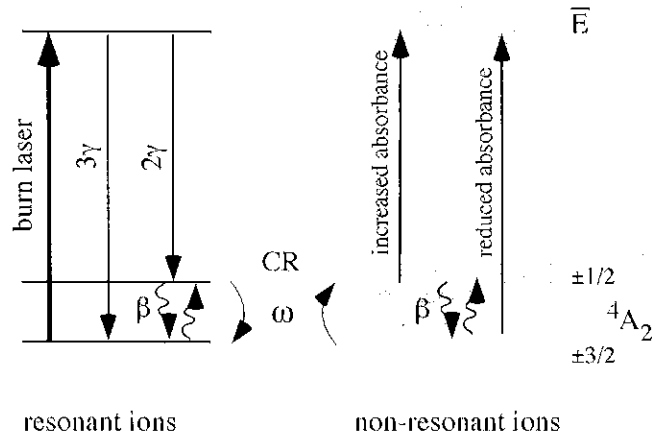 E̅
burn laser
3γ
2γ
increased absorbance
reduced absorbance
CR
ω
β
β
±1/2
⁴A₂
±3/2
resonant ions
non-resonant ions